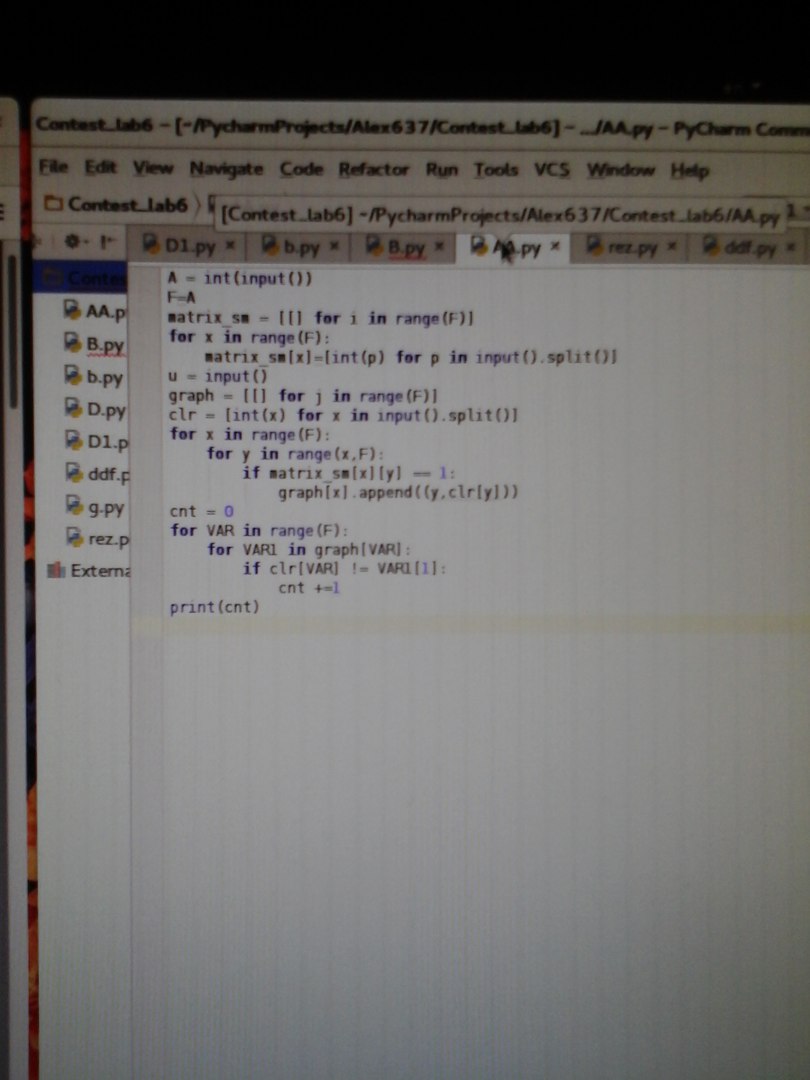 Contest_lab6 – [~/PycharmProjects/Alex637/Contest_lab6] – .../AA.py – PyCharm Comm
File Edit View Navigate Code Refactor Run Tools VCS Window Help
Contest_lab6
[Contest_lab6] ~/PycharmProjects/Alex637/Contest_lab6/AA.py
D1.py b.py B.py AA.py rez.py ddf.py
Contes
AA.p
B.py
b.py
D.py
D1.p
ddf.p
g.py
rez.p
Externa
A = int(input())
F=A
matrix_sm = [[] for i in range(F)]
for x in range(F):
    matrix_sm[x]=[int(p) for p in input().split()]
u = input()
graph = [[] for j in range(F)]
clr = [int(x) for x in input().split()]
for x in range(F):
    for y in range(x,F):
        if matrix_sm[x][y] == 1:
            graph[x].append((y,clr[y]))
cnt = 0
for VAR in range(F):
    for VAR1 in graph[VAR]:
        if clr[VAR] != VAR1[1]:
            cnt +=1
print(cnt)